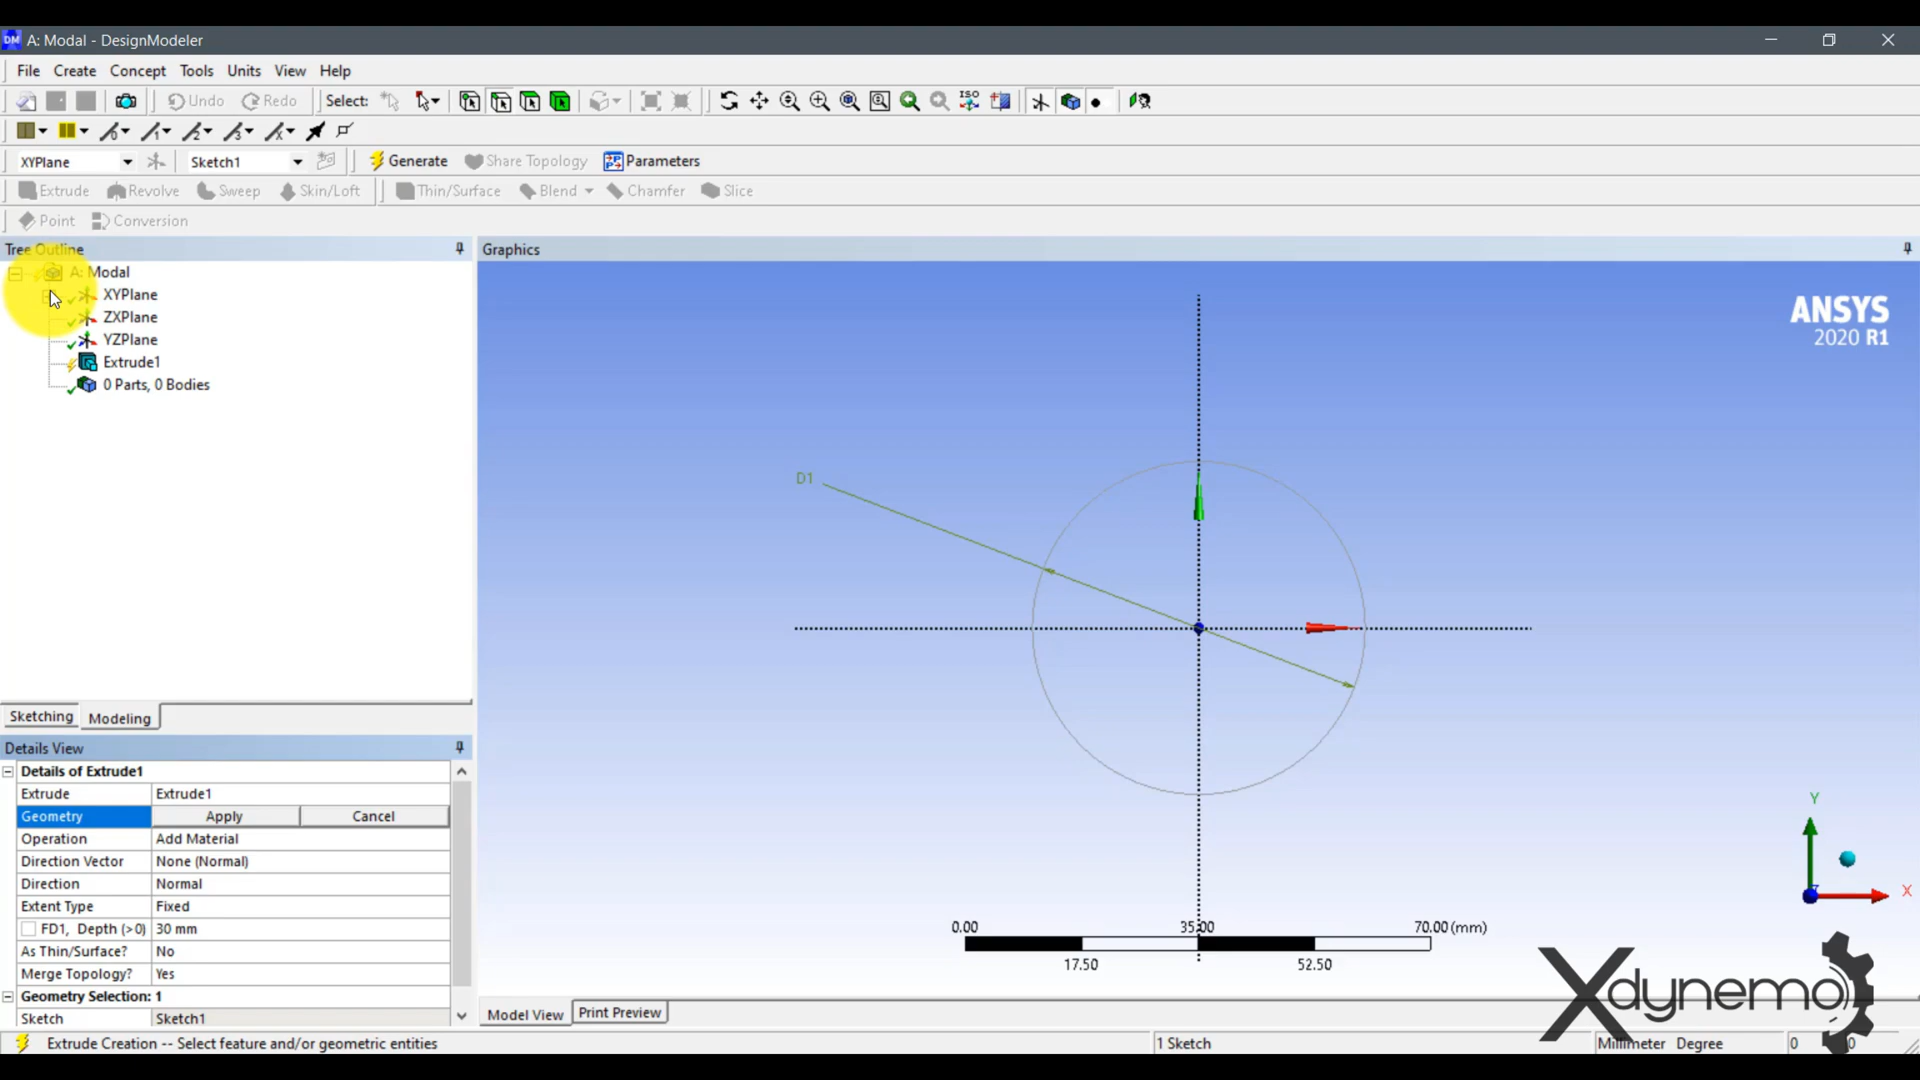 DM A: Modal - DesignModeler
File Create Concept Tools Units View Help
Undo Redo Select: ISO
XYPlane Sketch1 Generate Share Topology Parameters
Extrude Revolve Sweep Skin/Loft Thin/Surface Blend Chamfer Slice
Point Conversion
Tree Outline
Graphics
A: Modal
XYPlane
ZXPlane
YZPlane
Extrude1
0 Parts, 0 Bodies
ANSYS
2020 R1
D1
Sketching Modeling
Details View
Details of Extrude1
Extrude Extrude1
Geometry Apply Cancel
Operation Add Material
Direction Vector None (Normal)
Direction Normal
Extent Type Fixed
FD1, Depth (>0) 30 mm
As Thin/Surface? No
Merge Topology? Yes
Geometry Selection: 1
Sketch Sketch1
Y
X
0.00 35.00 70.00 (mm)
17.50 52.50
Xdynemo
Model View Print Preview
Extrude Creation -- Select feature and/or geometric entities
1 Sketch
Millimeter Degree 0 0